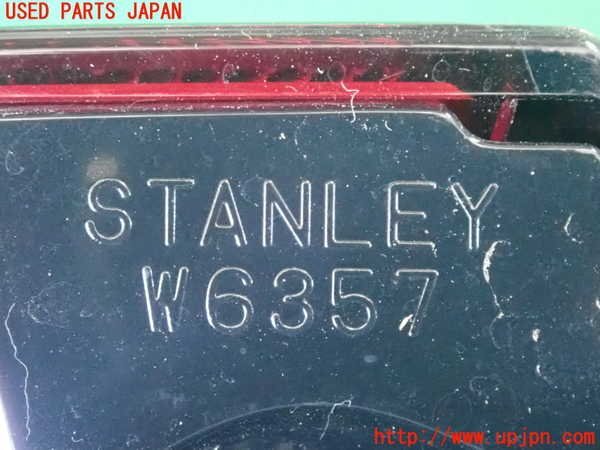 USED PARTS JAPAN
STANLEY
W6357
http://www.upjpn.com/